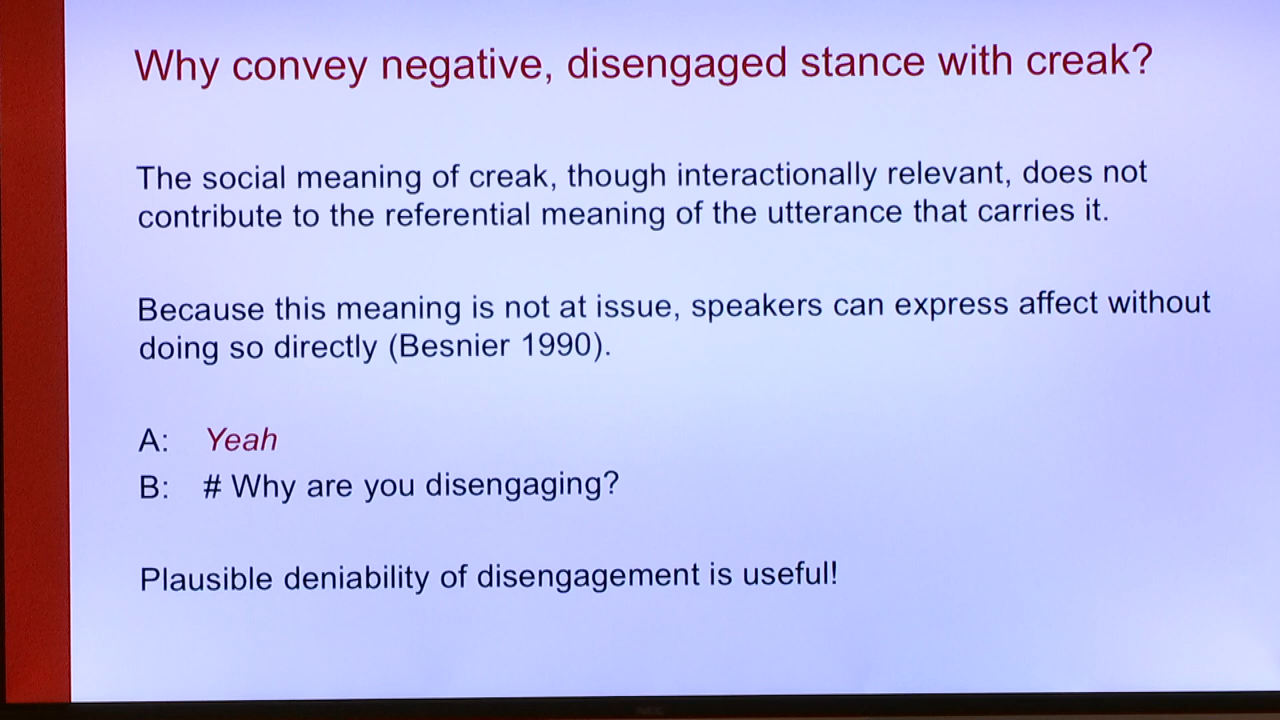 Why convey negative, disengaged stance with creak?
The social meaning of creak, though interactionally relevant, does not
contribute to the referential meaning of the utterance that carries it.
Because this meaning is not at issue, speakers can express affect without
doing so directly (Besnier 1990).
A: Yeah
B: # Why are you disengaging?
Plausible deniability of disengagement is useful!
NEC